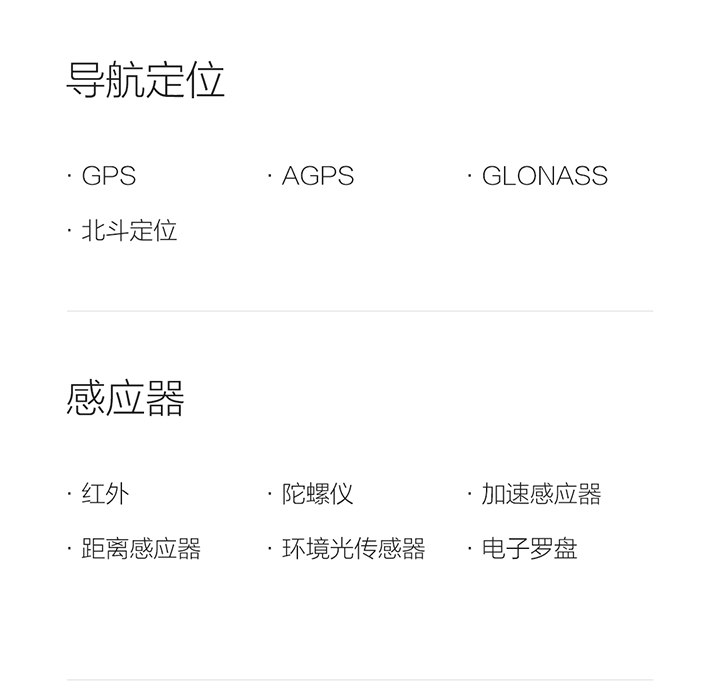 导航定位
· GPS · AGPS · GLONASS
· 北斗定位
感应器
· 红外 · 陀螺仪 · 加速感应器
· 距离感应器 · 环境光传感器 · 电子罗盘